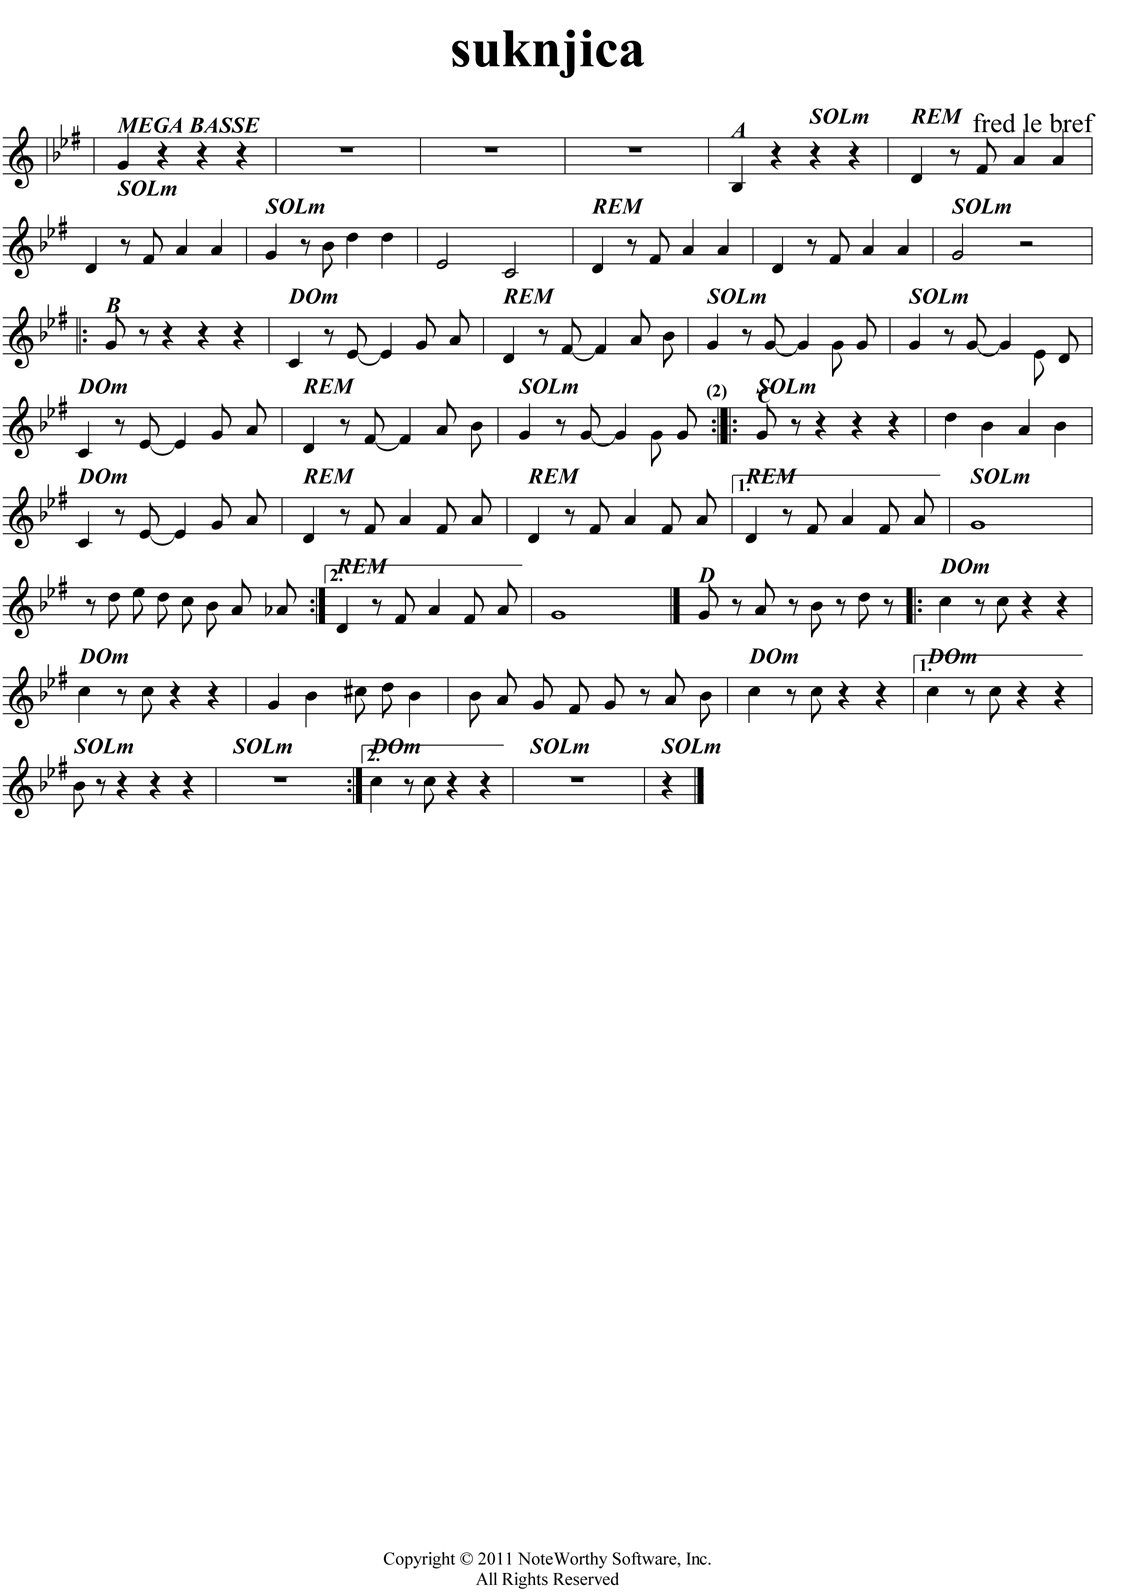 suknjica
fred le bref
MEGA BASSE A SOLm REM
SOLm
SOLm REM SOLm
B DOm REM SOLm SOLm
DOm REM SOLm (2) C SOLm
DOm REM REM 1. REM SOLm
2. REM D DOm
DOm DOm 1. DOm
SOLm SOLm 2. DOm SOLm SOLm
Copyright © 2011 NoteWorthy Software, Inc.
All Rights Reserved